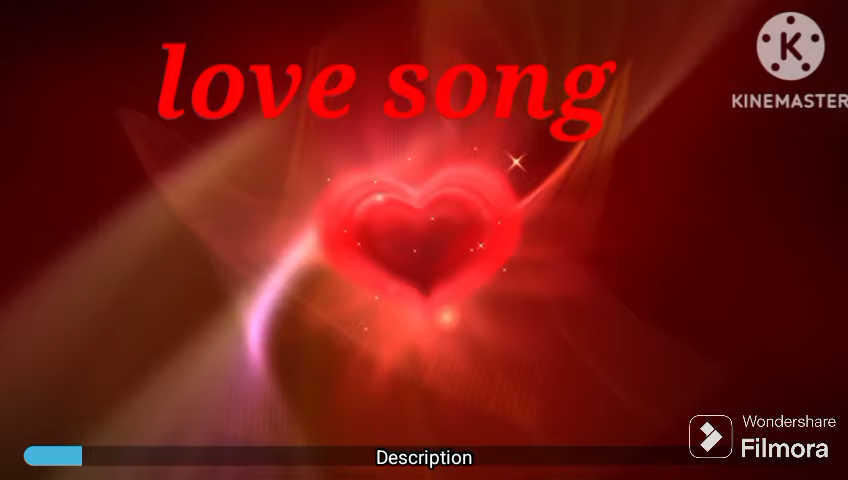 love song
K
KINEMASTER
Wondershare
Filmora
Description